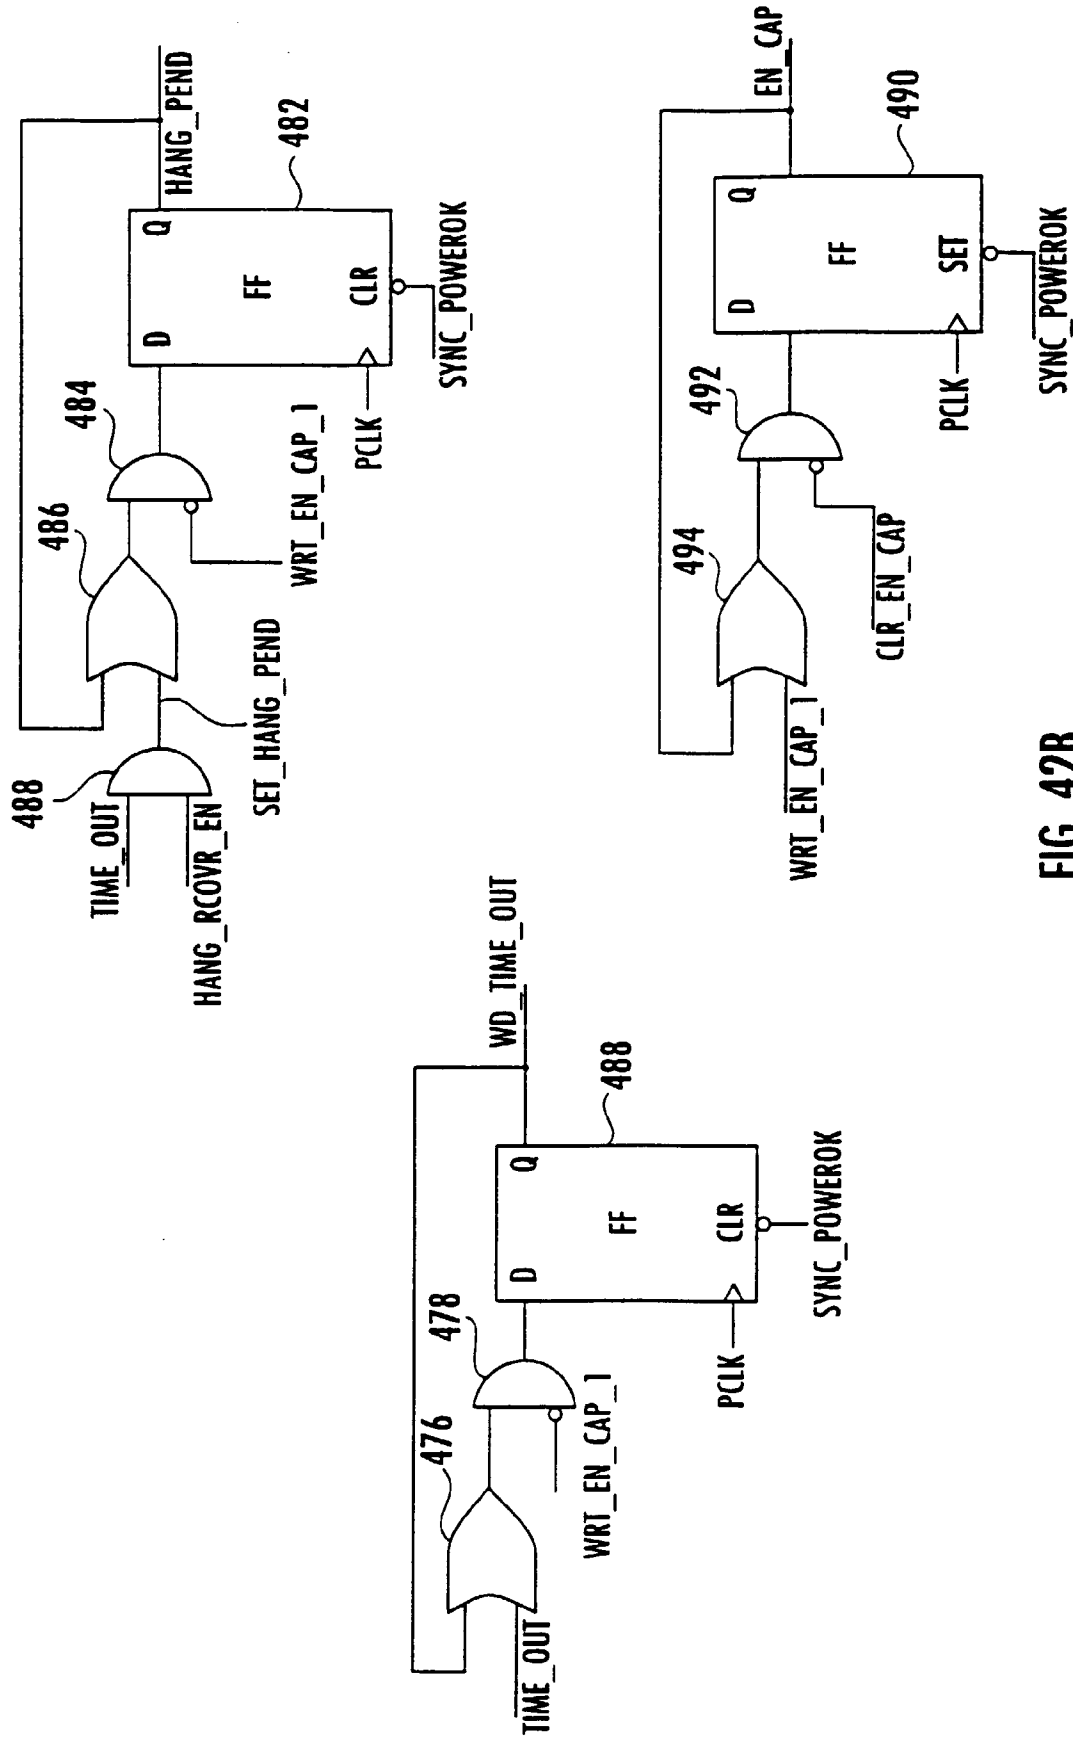 488
TIME_OUT
HANG_RCOVR_EN
SET_HANG_PEND
486
484
WRT_EN_CAP_1
D
Q
FF
CLR
PCLK
SYNC_POWEROK
482
HANG_PEND
TIME_OUT
476
478
WRT_EN_CAP_1
D
Q
FF
CLR
PCLK
SYNC_POWEROK
488
WD_TIME_OUT
WRT_EN_CAP_1
494
492
CLR_EN_CAP
D
Q
FF
SET
PCLK
SYNC_POWEROK
490
EN_CAP
FIG. 42B